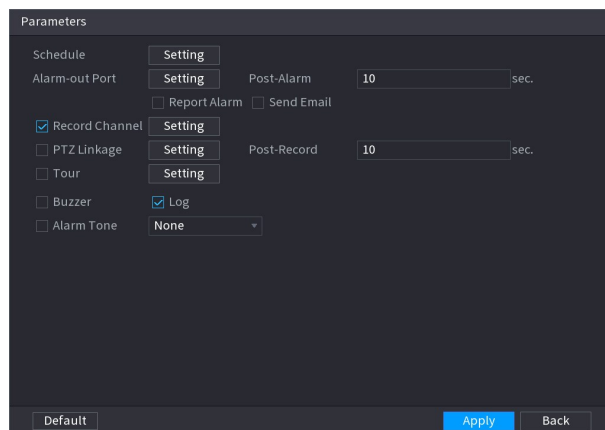 Parameters
Schedule Setting
Alarm-out Port Setting Post-Alarm 10 sec.
Report Alarm Send Email
Record Channel Setting
PTZ Linkage Setting Post-Record 10 sec.
Tour Setting
Buzzer Log
Alarm Tone None
Default Apply Back